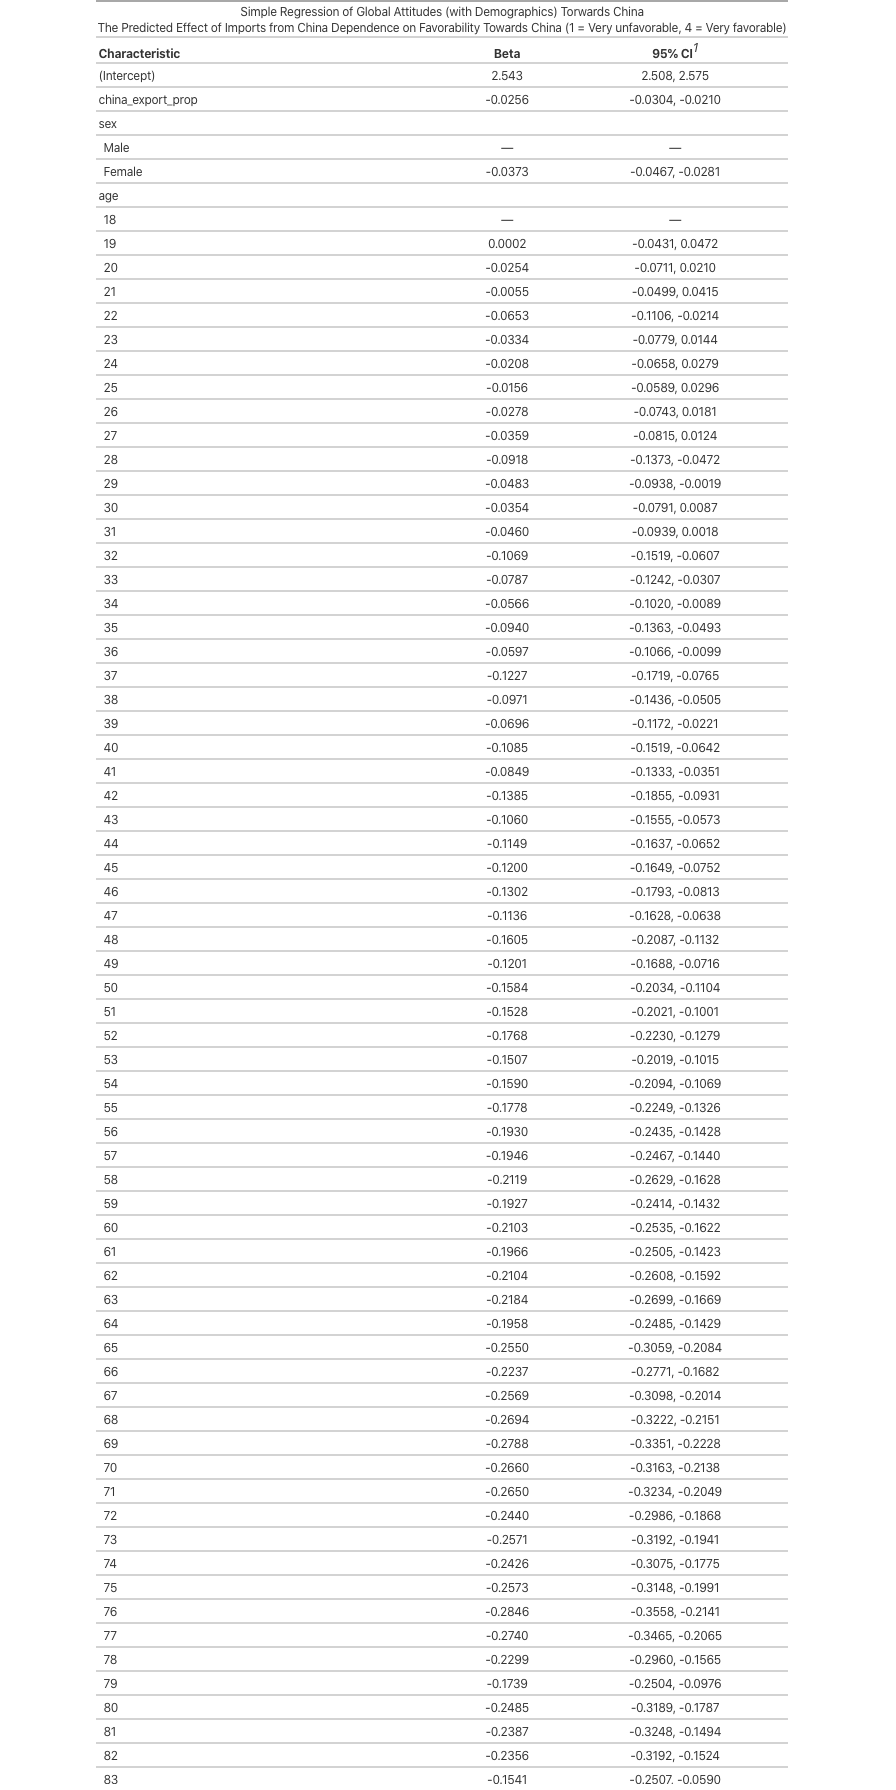 Simple Regression of Global Attitudes (with Demographics) Torwards China
The Predicted Effect of Imports from China Dependence on Favorability Towards China (1 = Very unfavorable, 4 = Very favorable)
Characteristic Beta 95% CI1
(Intercept) 2.543 2.508, 2.575
china_export_prop -0.0256 -0.0304, -0.0210
sex
Male — —
Female -0.0373 -0.0467, -0.0281
age
18 — —
19 0.0002 -0.0431, 0.0472
20 -0.0254 -0.0711, 0.0210
21 -0.0055 -0.0499, 0.0415
22 -0.0653 -0.1106, -0.0214
23 -0.0334 -0.0779, 0.0144
24 -0.0208 -0.0658, 0.0279
25 -0.0156 -0.0589, 0.0296
26 -0.0278 -0.0743, 0.0181
27 -0.0359 -0.0815, 0.0124
28 -0.0918 -0.1373, -0.0472
29 -0.0483 -0.0938, -0.0019
30 -0.0354 -0.0791, 0.0087
31 -0.0460 -0.0939, 0.0018
32 -0.1069 -0.1519, -0.0607
33 -0.0787 -0.1242, -0.0307
34 -0.0566 -0.1020, -0.0089
35 -0.0940 -0.1363, -0.0493
36 -0.0597 -0.1066, -0.0099
37 -0.1227 -0.1719, -0.0765
38 -0.0971 -0.1436, -0.0505
39 -0.0696 -0.1172, -0.0221
40 -0.1085 -0.1519, -0.0642
41 -0.0849 -0.1333, -0.0351
42 -0.1385 -0.1855, -0.0931
43 -0.1060 -0.1555, -0.0573
44 -0.1149 -0.1637, -0.0652
45 -0.1200 -0.1649, -0.0752
46 -0.1302 -0.1793, -0.0813
47 -0.1136 -0.1628, -0.0638
48 -0.1605 -0.2087, -0.1132
49 -0.1201 -0.1688, -0.0716
50 -0.1584 -0.2034, -0.1104
51 -0.1528 -0.2021, -0.1001
52 -0.1768 -0.2230, -0.1279
53 -0.1507 -0.2019, -0.1015
54 -0.1590 -0.2094, -0.1069
55 -0.1778 -0.2249, -0.1326
56 -0.1930 -0.2435, -0.1428
57 -0.1946 -0.2467, -0.1440
58 -0.2119 -0.2629, -0.1628
59 -0.1927 -0.2414, -0.1432
60 -0.2103 -0.2535, -0.1622
61 -0.1966 -0.2505, -0.1423
62 -0.2104 -0.2608, -0.1592
63 -0.2184 -0.2699, -0.1669
64 -0.1958 -0.2485, -0.1429
65 -0.2550 -0.3059, -0.2084
66 -0.2237 -0.2771, -0.1682
67 -0.2569 -0.3098, -0.2014
68 -0.2694 -0.3222, -0.2151
69 -0.2788 -0.3351, -0.2228
70 -0.2660 -0.3163, -0.2138
71 -0.2650 -0.3234, -0.2049
72 -0.2440 -0.2986, -0.1868
73 -0.2571 -0.3192, -0.1941
74 -0.2426 -0.3075, -0.1775
75 -0.2573 -0.3148, -0.1991
76 -0.2846 -0.3558, -0.2141
77 -0.2740 -0.3465, -0.2065
78 -0.2299 -0.2960, -0.1565
79 -0.1739 -0.2504, -0.0976
80 -0.2485 -0.3189, -0.1787
81 -0.2387 -0.3248, -0.1494
82 -0.2356 -0.3192, -0.1524
83 -0.1541 -0.2507, -0.0590